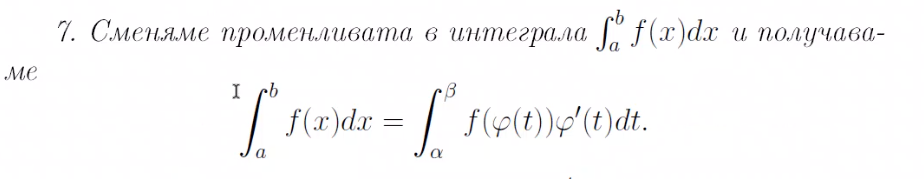 7. Сменяме променливата в интеграла ∫_a^b f(x)dx и получава-
ме
∫_a^b f(x)dx = ∫_α^β f(φ(t))φ′(t)dt.